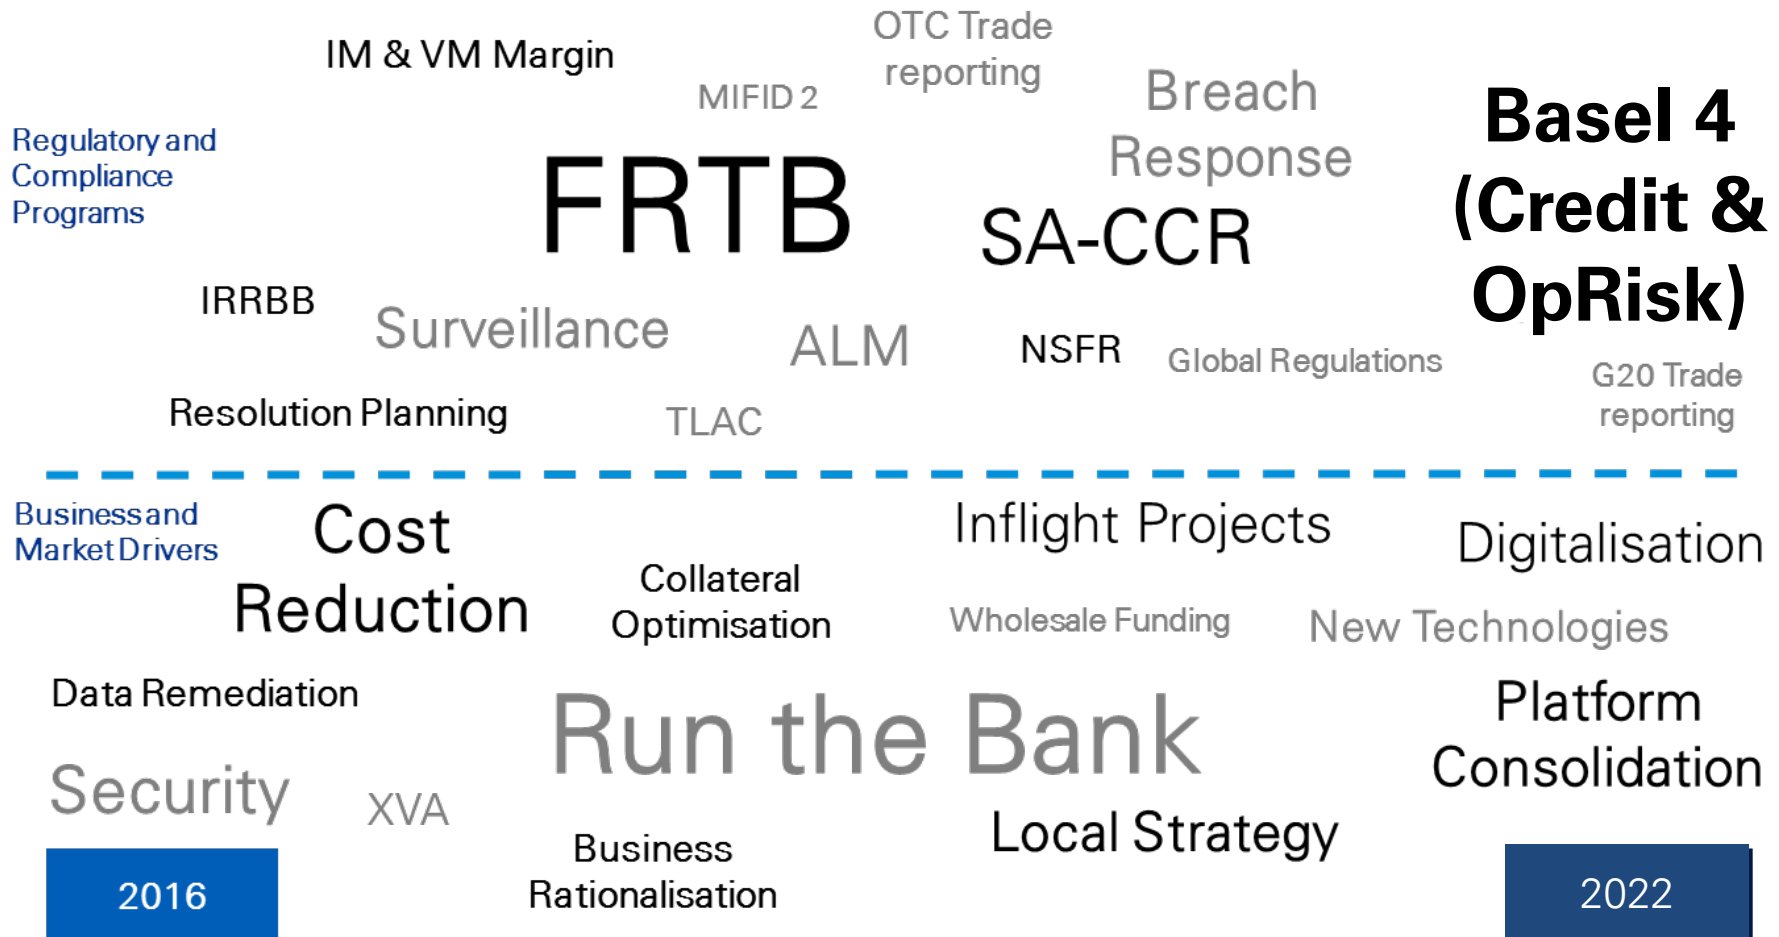 OTC Trade
reporting
IM & VM Margin
MIFID 2
Breach
Response
Basel 4
(Credit &
OpRisk)
Regulatory and
Compliance
Programs
FRTB
SA-CCR
IRRBB
Surveillance
ALM
NSFR
Global Regulations
G20 Trade
reporting
Resolution Planning
TLAC
Business and
Market Drivers
Cost
Reduction
Inflight Projects
Digitalisation
Collateral
Optimisation
Wholesale Funding
New Technologies
Data Remediation
Run the Bank
Platform
Consolidation
Security
XVA
Local Strategy
Business
Rationalisation
2016
2022